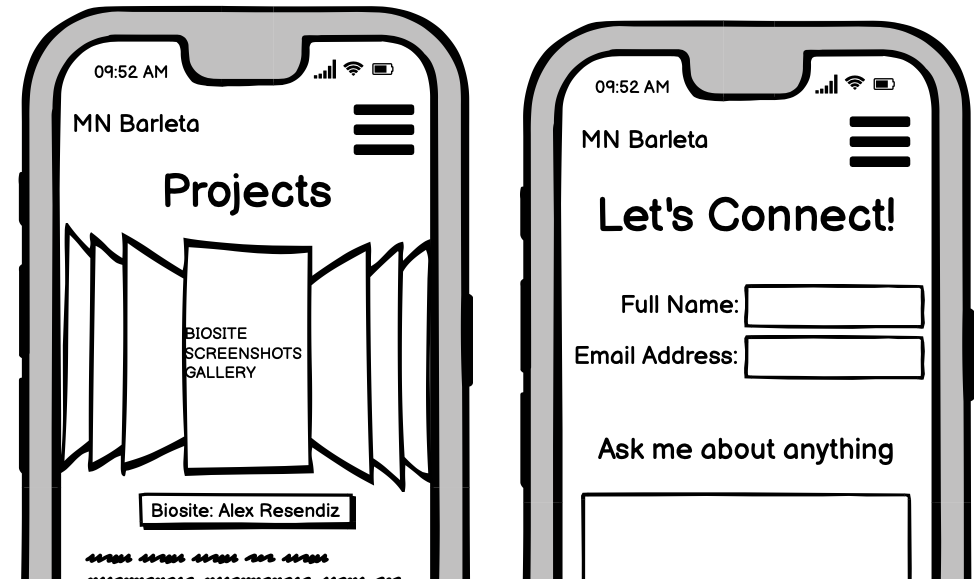 09:52 AM
MN Barleta
Projects
BIOSITE
SCREENSHOTS
GALLERY
Biosite: Alex Resendiz
09:52 AM
MN Barleta
Let's Connect!
Full Name:
Email Address:
Ask me about anything